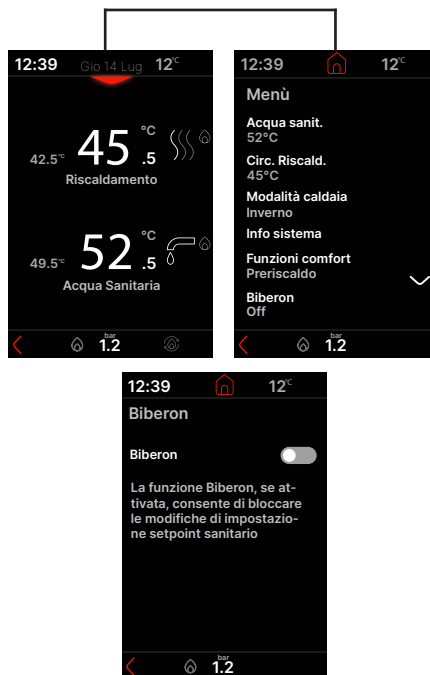 12:39 Gio 14 Lug 12°C
42.5°C 45.5 °C
Riscaldamento
49.5°C 52.5 °C
Acqua Sanitaria
bar
1.2
12:39 12°C
Menù
Acqua sanit.
52°C
Circ. Riscald.
45°C
Modalità caldaia
Inverno
Info sistema
Funzioni comfort
Preriscaldo
Biberon
Off
bar
1.2
12:39 12°C
Biberon
Biberon
La funzione Biberon, se at-
tivata, consente di bloccare
le modifiche di impostazio-
ne setpoint sanitario
bar
1.2